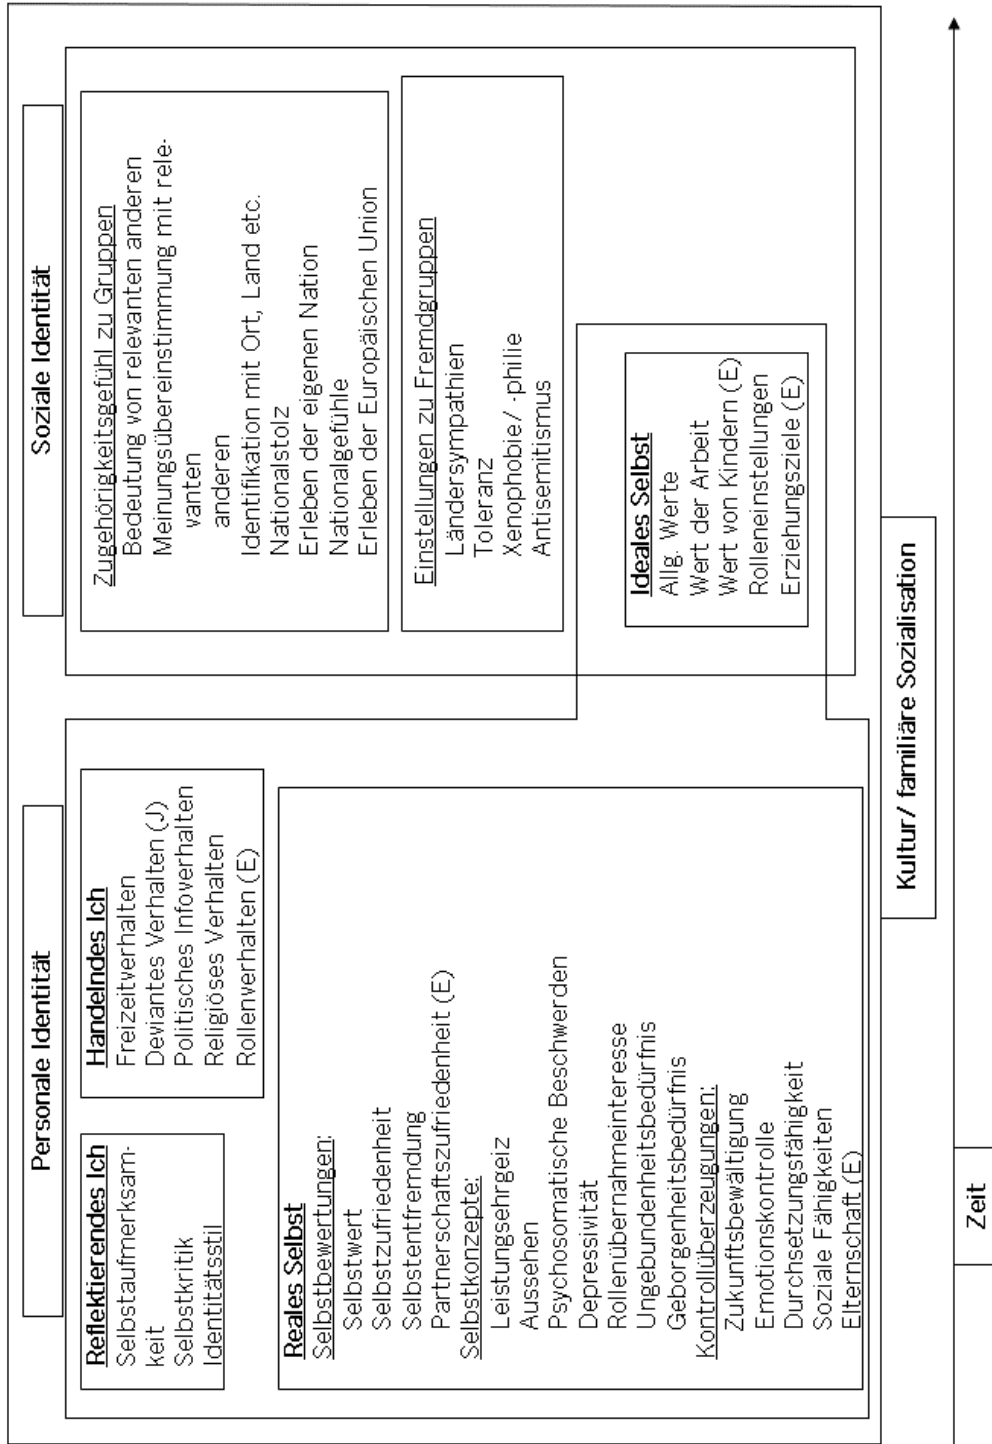 Personale Identität
Reflektierendes Ich
Selbstaufmerksam-
keit
Selbstkritik
Identitätsstil
Handelndes Ich
Freizeitverhalten
Deviantes Verhalten (J)
Politisches Infoverhalten
Religiöses Verhalten
Rollenverhalten (E)
Reales Selbst
Selbstbewertungen:
Selbstwert
Selbstzufriedenheit
Selbstentfremdung
Partnerschaftszufriedenheit (E)
Selbstkonzepte:
Leistungsehrgeiz
Aussehen
Psychosomatische Beschwerden
Depressivität
Rollenübernahmeinteresse
Ungebundenheitsbedürfnis
Geborgenheitsbedürfnis
Kontrollüberzeugungen:
Zukunftsbewältigung
Emotionskontrolle
Durchsetzungsfähigkeit
Soziale Fähigkeiten
Elternschaft (E)
Soziale Identität
Zugehörigkeitsgefühl zu Gruppen
Bedeutung von relevanten anderen
Meinungsübereinstimmung mit rele-
vanten
anderen
Identifikation mit Ort, Land etc.
Nationalstolz
Erleben der eigenen Nation
Nationalgefühle
Erleben der Europäischen Union
Einstellungen zu Fremdgruppen
Ländersympathien
Toleranz
Xenophobie/ -philie
Antisemitismus
Ideales Selbst
Allg. Werte
Wert der Arbeit
Wert von Kindern (E)
Rolleneinstellungen
Erziehungsziele (E)
Kultur/ familiäre Sozialisation
Zeit